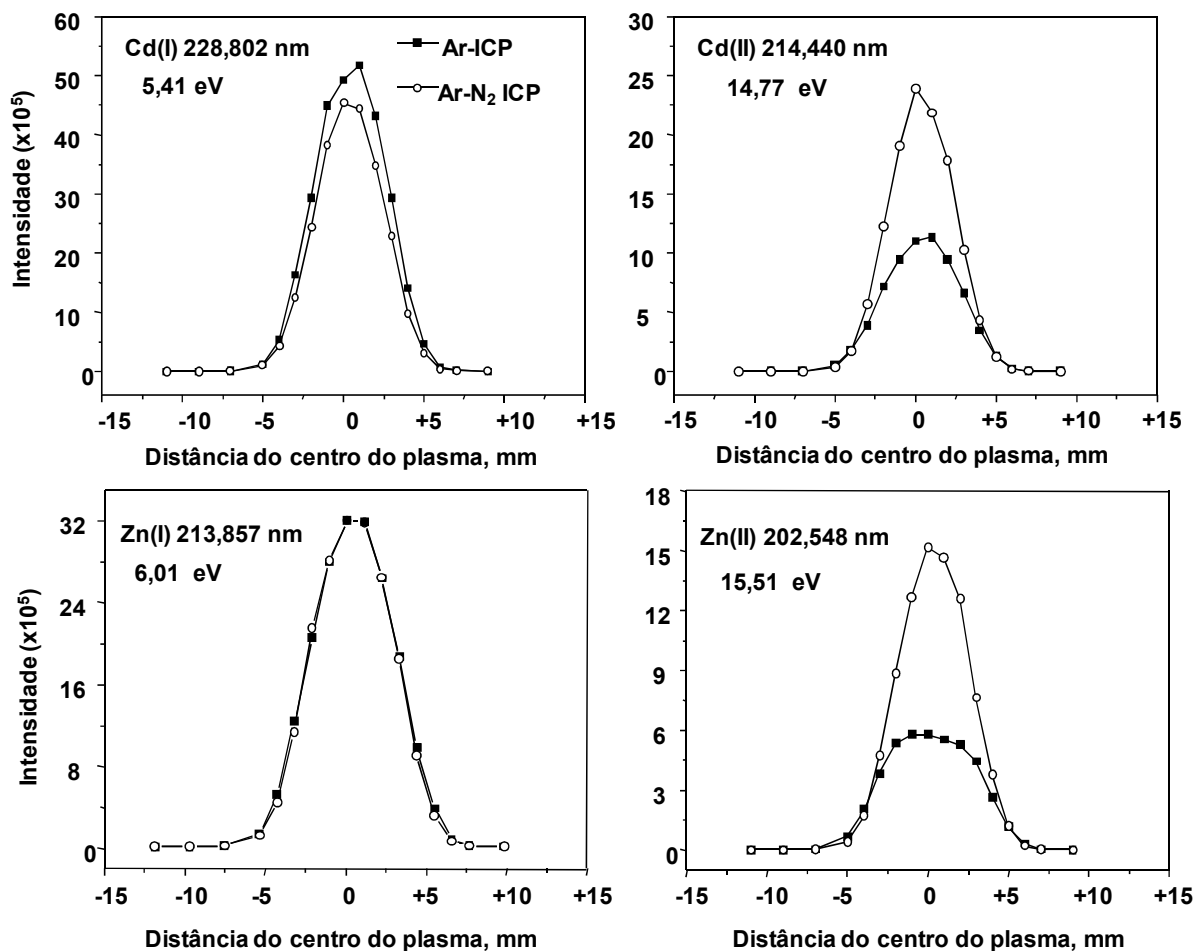 Cd(I) 228,802 nm
5,41 eV
Ar-ICP
Ar-N₂ ICP
Intensidade (x10⁵)
60
50
40
30
20
10
0
-15 -10 -5 0 +5 +10 +15
Distância do centro do plasma, mm
Cd(II) 214,440 nm
14,77 eV
30
25
20
15
10
5
0
-15 -10 -5 0 +5 +10 +15
Distância do centro do plasma, mm
Zn(I) 213,857 nm
6,01 eV
Intensidade (x10⁵)
32
24
16
8
0
-15 -10 -5 0 +5 +10 +15
Distância do centro do plasma, mm
Zn(II) 202,548 nm
15,51 eV
18
15
12
9
6
3
0
-15 -10 -5 0 +5 +10 +15
Distância do centro do plasma, mm